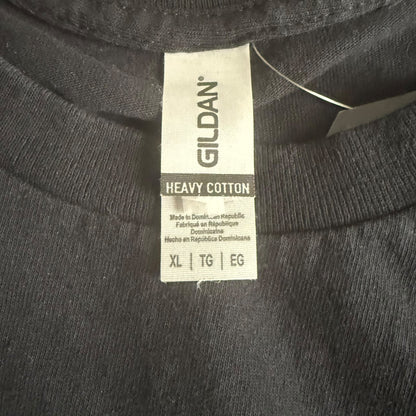 GILDAN®
HEAVY COTTON
Made in Dominican Republic
Fabriqué en République
Dominicaine
Hecho en República Dominicana
XL | TG | EG